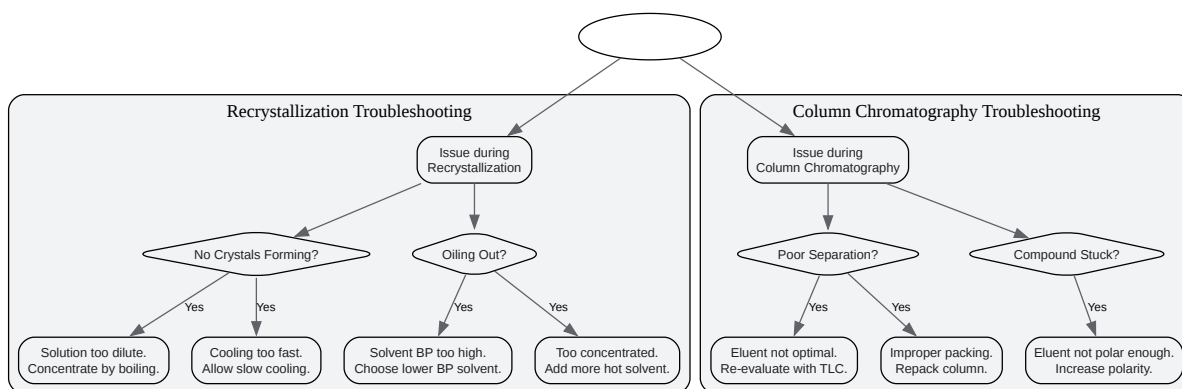 Recrystallization Troubleshooting
Column Chromatography Troubleshooting
Issue during
Recrystallization
Issue during
Column Chromatography
No Crystals Forming?
Oiling Out?
Poor Separation?
Compound Stuck?
Yes
Yes
Yes
Yes
Yes
Yes
Yes
Solution too dilute.
Concentrate by boiling.
Cooling too fast.
Allow slow cooling.
Solvent BP too high.
Choose lower BP solvent.
Too concentrated.
Add more hot solvent.
Eluent not optimal.
Re-evaluate with TLC.
Improper packing.
Repack column.
Eluent not polar enough.
Increase polarity.